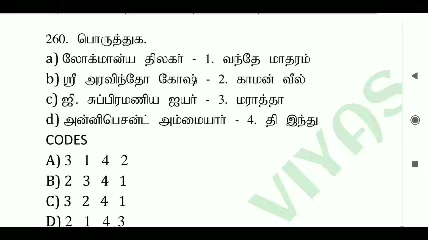 260. பொருத்துக.
a) லோக்மான்ய திலகர் - 1. வந்தே மாதரம்
b) ஸ்ரீ அரவிந்தோ கோஷ் - 2. காமன் வீல்
c) ஜி. சுப்பிரமணிய ஐயர் - 3. மராத்தா
d) அன்னிபெசன்ட் அம்மையார் - 4. தி இந்து
CODES
A) 3 1 4 2
B) 2 3 4 1
C) 3 2 4 1
D) 2 1 4 3
VIYAS